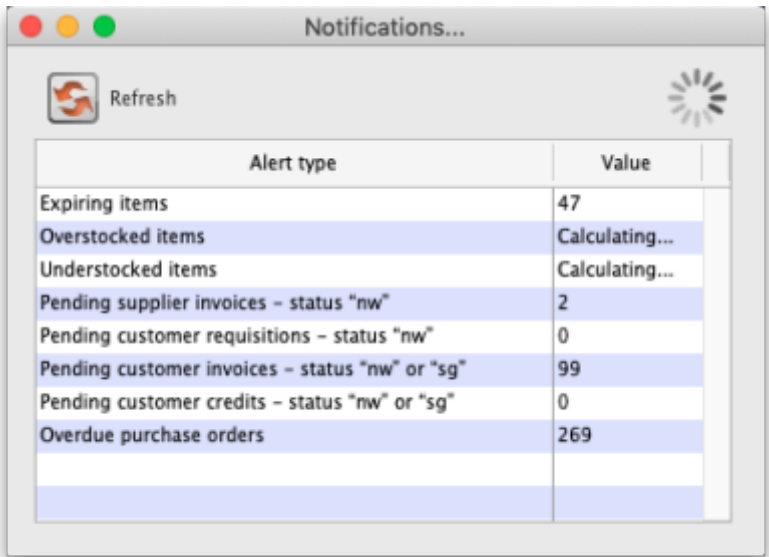 Notifications...
Refresh
Alert type Value
Expiring items 47
Overstocked items Calculating...
Understocked items Calculating...
Pending supplier invoices – status “nw” 2
Pending customer requisitions – status “nw” 0
Pending customer invoices – status “nw” or “sg” 99
Pending customer credits – status “nw” or “sg” 0
Overdue purchase orders 269